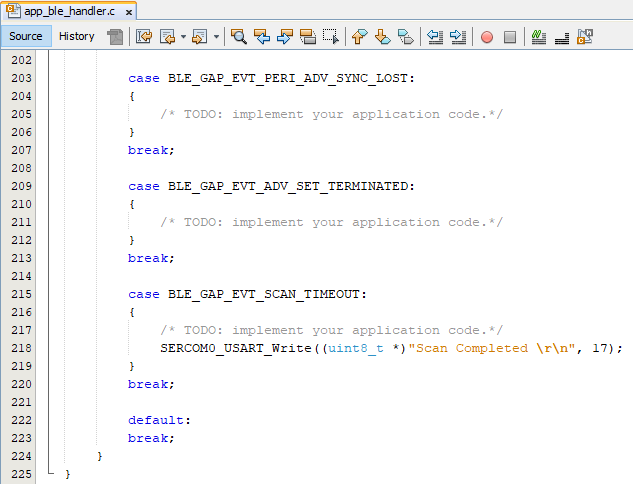 app_ble_handler.c x
Source History
202
203 case BLE_GAP_EVT_PERI_ADV_SYNC_LOST:
204 {
205 /* TODO: implement your application code.*/
206 }
207 break;
208
209 case BLE_GAP_EVT_ADV_SET_TERMINATED:
210 {
211 /* TODO: implement your application code.*/
212 }
213 break;
214
215 case BLE_GAP_EVT_SCAN_TIMEOUT:
216 {
217 /* TODO: implement your application code.*/
218 SERCOM0_USART_Write((uint8_t *)"Scan Completed \r\n", 17);
219 }
220 break;
221
222 default:
223 break;
224 }
225 }